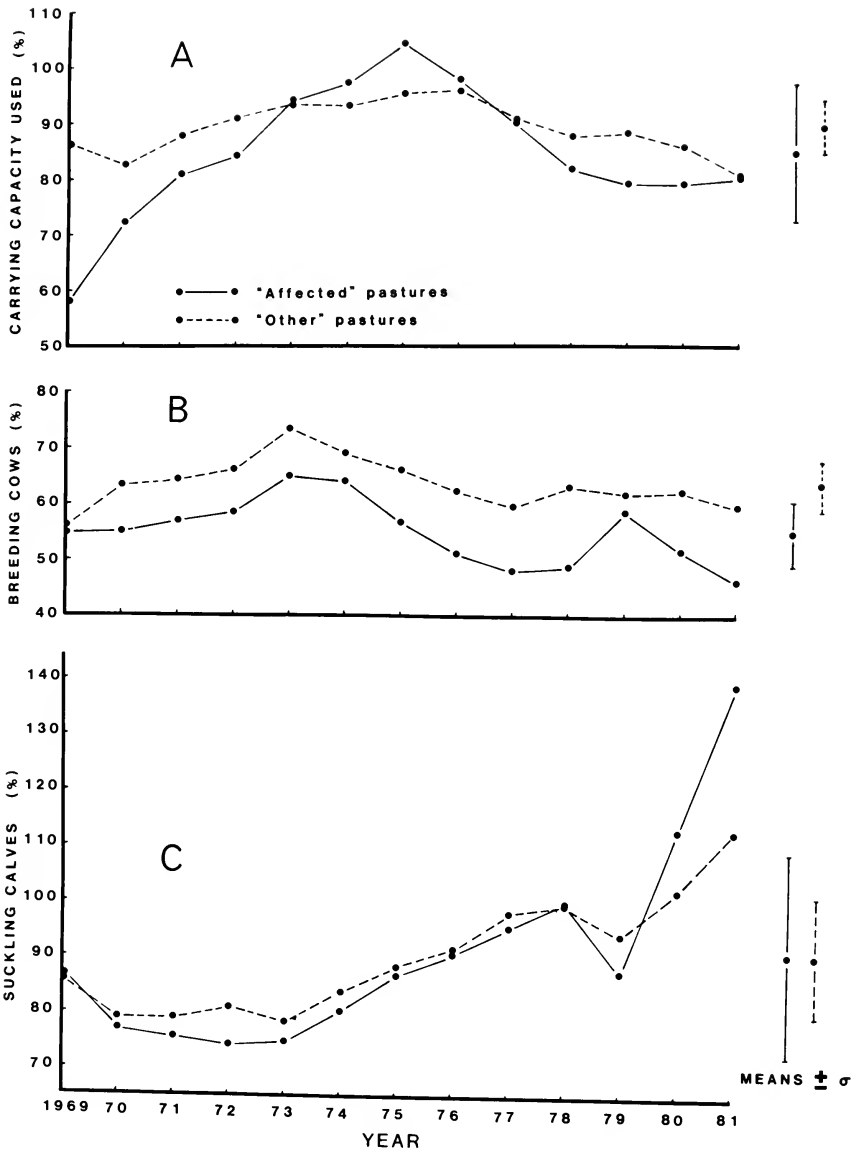 A
CARRYING CAPACITY USED (%)
110
100
90
80
70
60
50
"Affected" pastures
"Other" pastures
B
BREEDING COWS (%)
80
70
60
50
40
C
SUCKLING CALVES (%)
140
130
120
110
100
90
80
70
MEANS ± σ
1969 70 71 72 73 74 75 76 77 78 79 80 81
YEAR